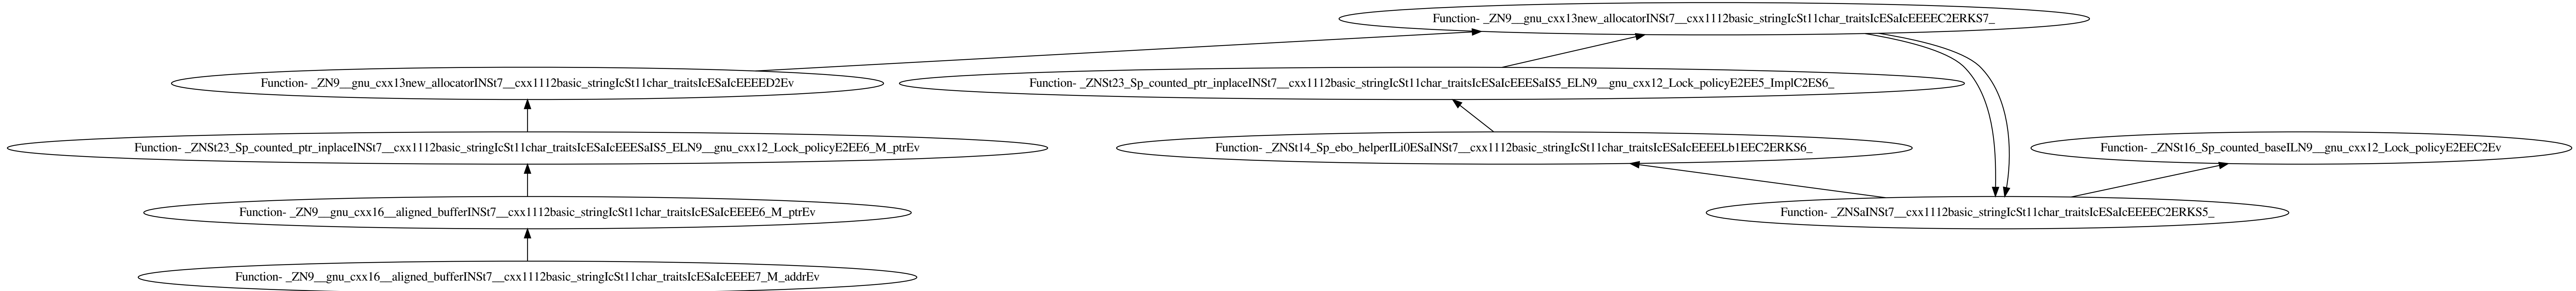 Function- _ZN9__gnu_cxx13new_allocatorINSt7__cxx1112basic_stringIcSt11char_traitsIcESaIcEEEEC2ERKS7_
Function- _ZN9__gnu_cxx13new_allocatorINSt7__cxx1112basic_stringIcSt11char_traitsIcESaIcEEEED2Ev
Function- _ZNSt23_Sp_counted_ptr_inplaceINSt7__cxx1112basic_stringIcSt11char_traitsIcESaIcEEESaIS5_ELN9__gnu_cxx12_Lock_policyE2EE5_ImplC2ES6_
Function- _ZNSt23_Sp_counted_ptr_inplaceINSt7__cxx1112basic_stringIcSt11char_traitsIcESaIcEEESaIS5_ELN9__gnu_cxx12_Lock_policyE2EE6_M_ptrEv
Function- _ZNSt14_Sp_ebo_helperILi0ESaINSt7__cxx1112basic_stringIcSt11char_traitsIcESaIcEEEELb1EEC2ERKS6_
Function- _ZNSt16_Sp_counted_baseILN9__gnu_cxx12_Lock_policyE2EEC2Ev
Function- _ZN9__gnu_cxx16__aligned_bufferINSt7__cxx1112basic_stringIcSt11char_traitsIcESaIcEEEE6_M_ptrEv
Function- _ZNSaINSt7__cxx1112basic_stringIcSt11char_traitsIcESaIcEEEEC2ERKS5_
Function- _ZN9__gnu_cxx16__aligned_bufferINSt7__cxx1112basic_stringIcSt11char_traitsIcESaIcEEEE7_M_addrEv